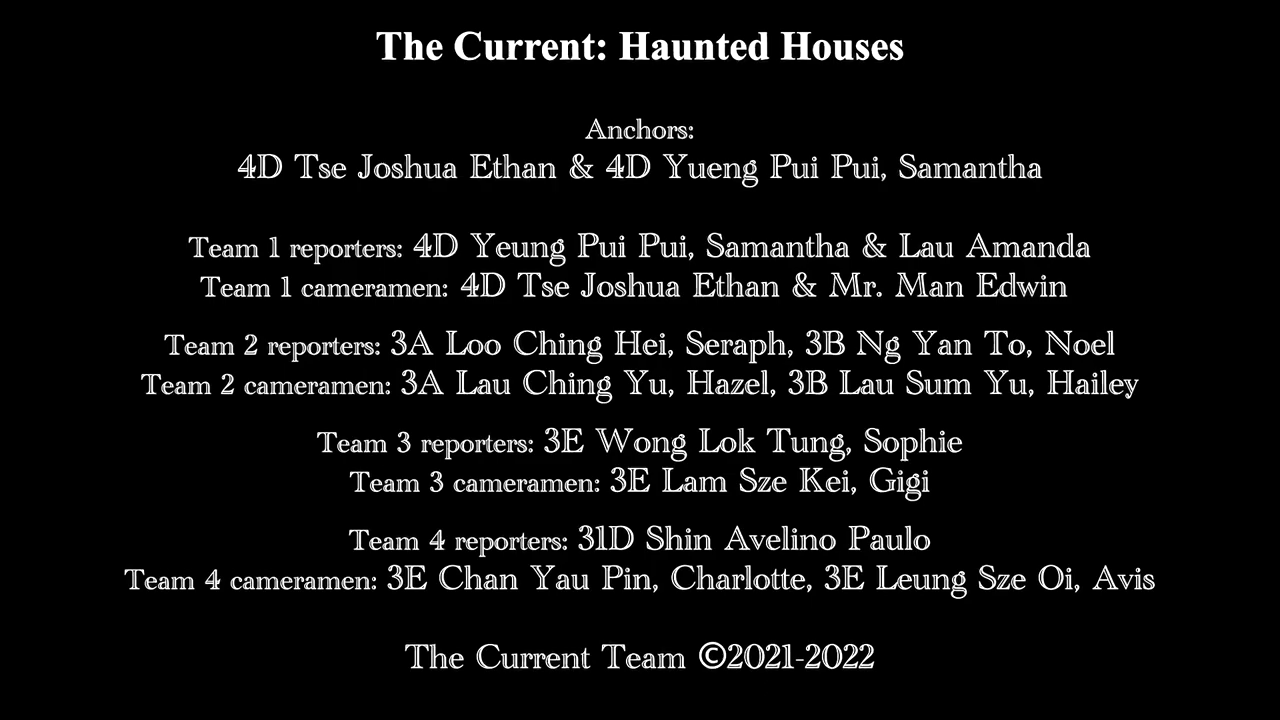 The Current: Haunted Houses
Anchors:
4D Tse Joshua Ethan & 4D Yueng Pui Pui, Samantha
Team 1 reporters: 4D Yeung Pui Pui, Samantha & Lau Amanda
Team 1 cameramen: 4D Tse Joshua Ethan & Mr. Man Edwin
Team 2 reporters: 3A Loo Ching Hei, Seraph, 3B Ng Yan To, Noel
Team 2 cameramen: 3A Lau Ching Yu, Hazel, 3B Lau Sum Yu, Hailey
Team 3 reporters: 3E Wong Lok Tung, Sophie
Team 3 cameramen: 3E Lam Sze Kei, Gigi
Team 4 reporters: 31D Shin Avelino Paulo
Team 4 cameramen: 3E Chan Yau Pin, Charlotte, 3E Leung Sze Oi, Avis
The Current Team ©2021-2022